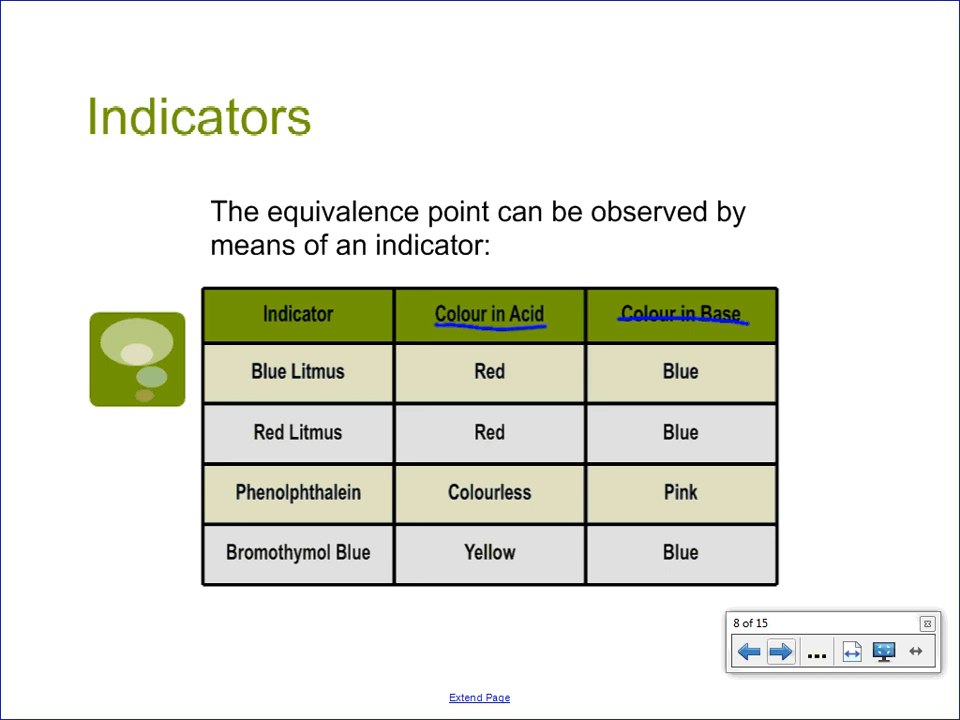 Indicators
The equivalence point can be observed by
means of an indicator:
Indicator Colour in Acid Colour in Base
Blue Litmus Red Blue
Red Litmus Red Blue
Phenolphthalein Colourless Pink
Bromothymol Blue Yellow Blue
8 of 15
...
Extend Page